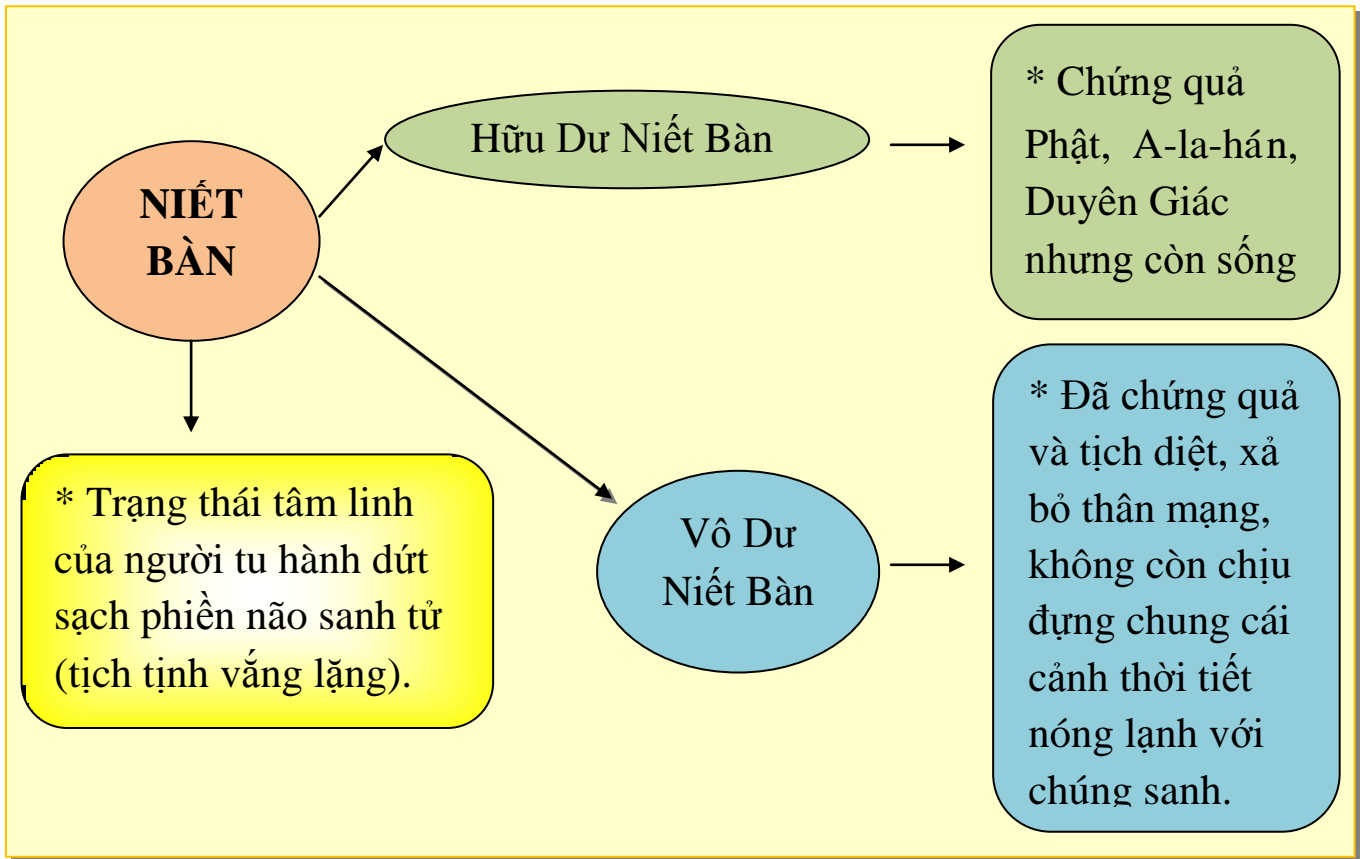 NIẾT
BÀN
Hữu Dư Niết Bàn
* Chứng quả
Phật, A-la-hán,
Duyên Giác
nhưng còn sống
* Trạng thái tâm linh
của người tu hành dứt
sạch phiền não sanh tử
(tịch tịnh vắng lặng).
Vô Dư
Niết Bàn
* Đã chứng quả
và tịch diệt, xả
bỏ thân mạng,
không còn chịu
đựng chung cái
cảnh thời tiết
nóng lạnh với
chúng sanh.